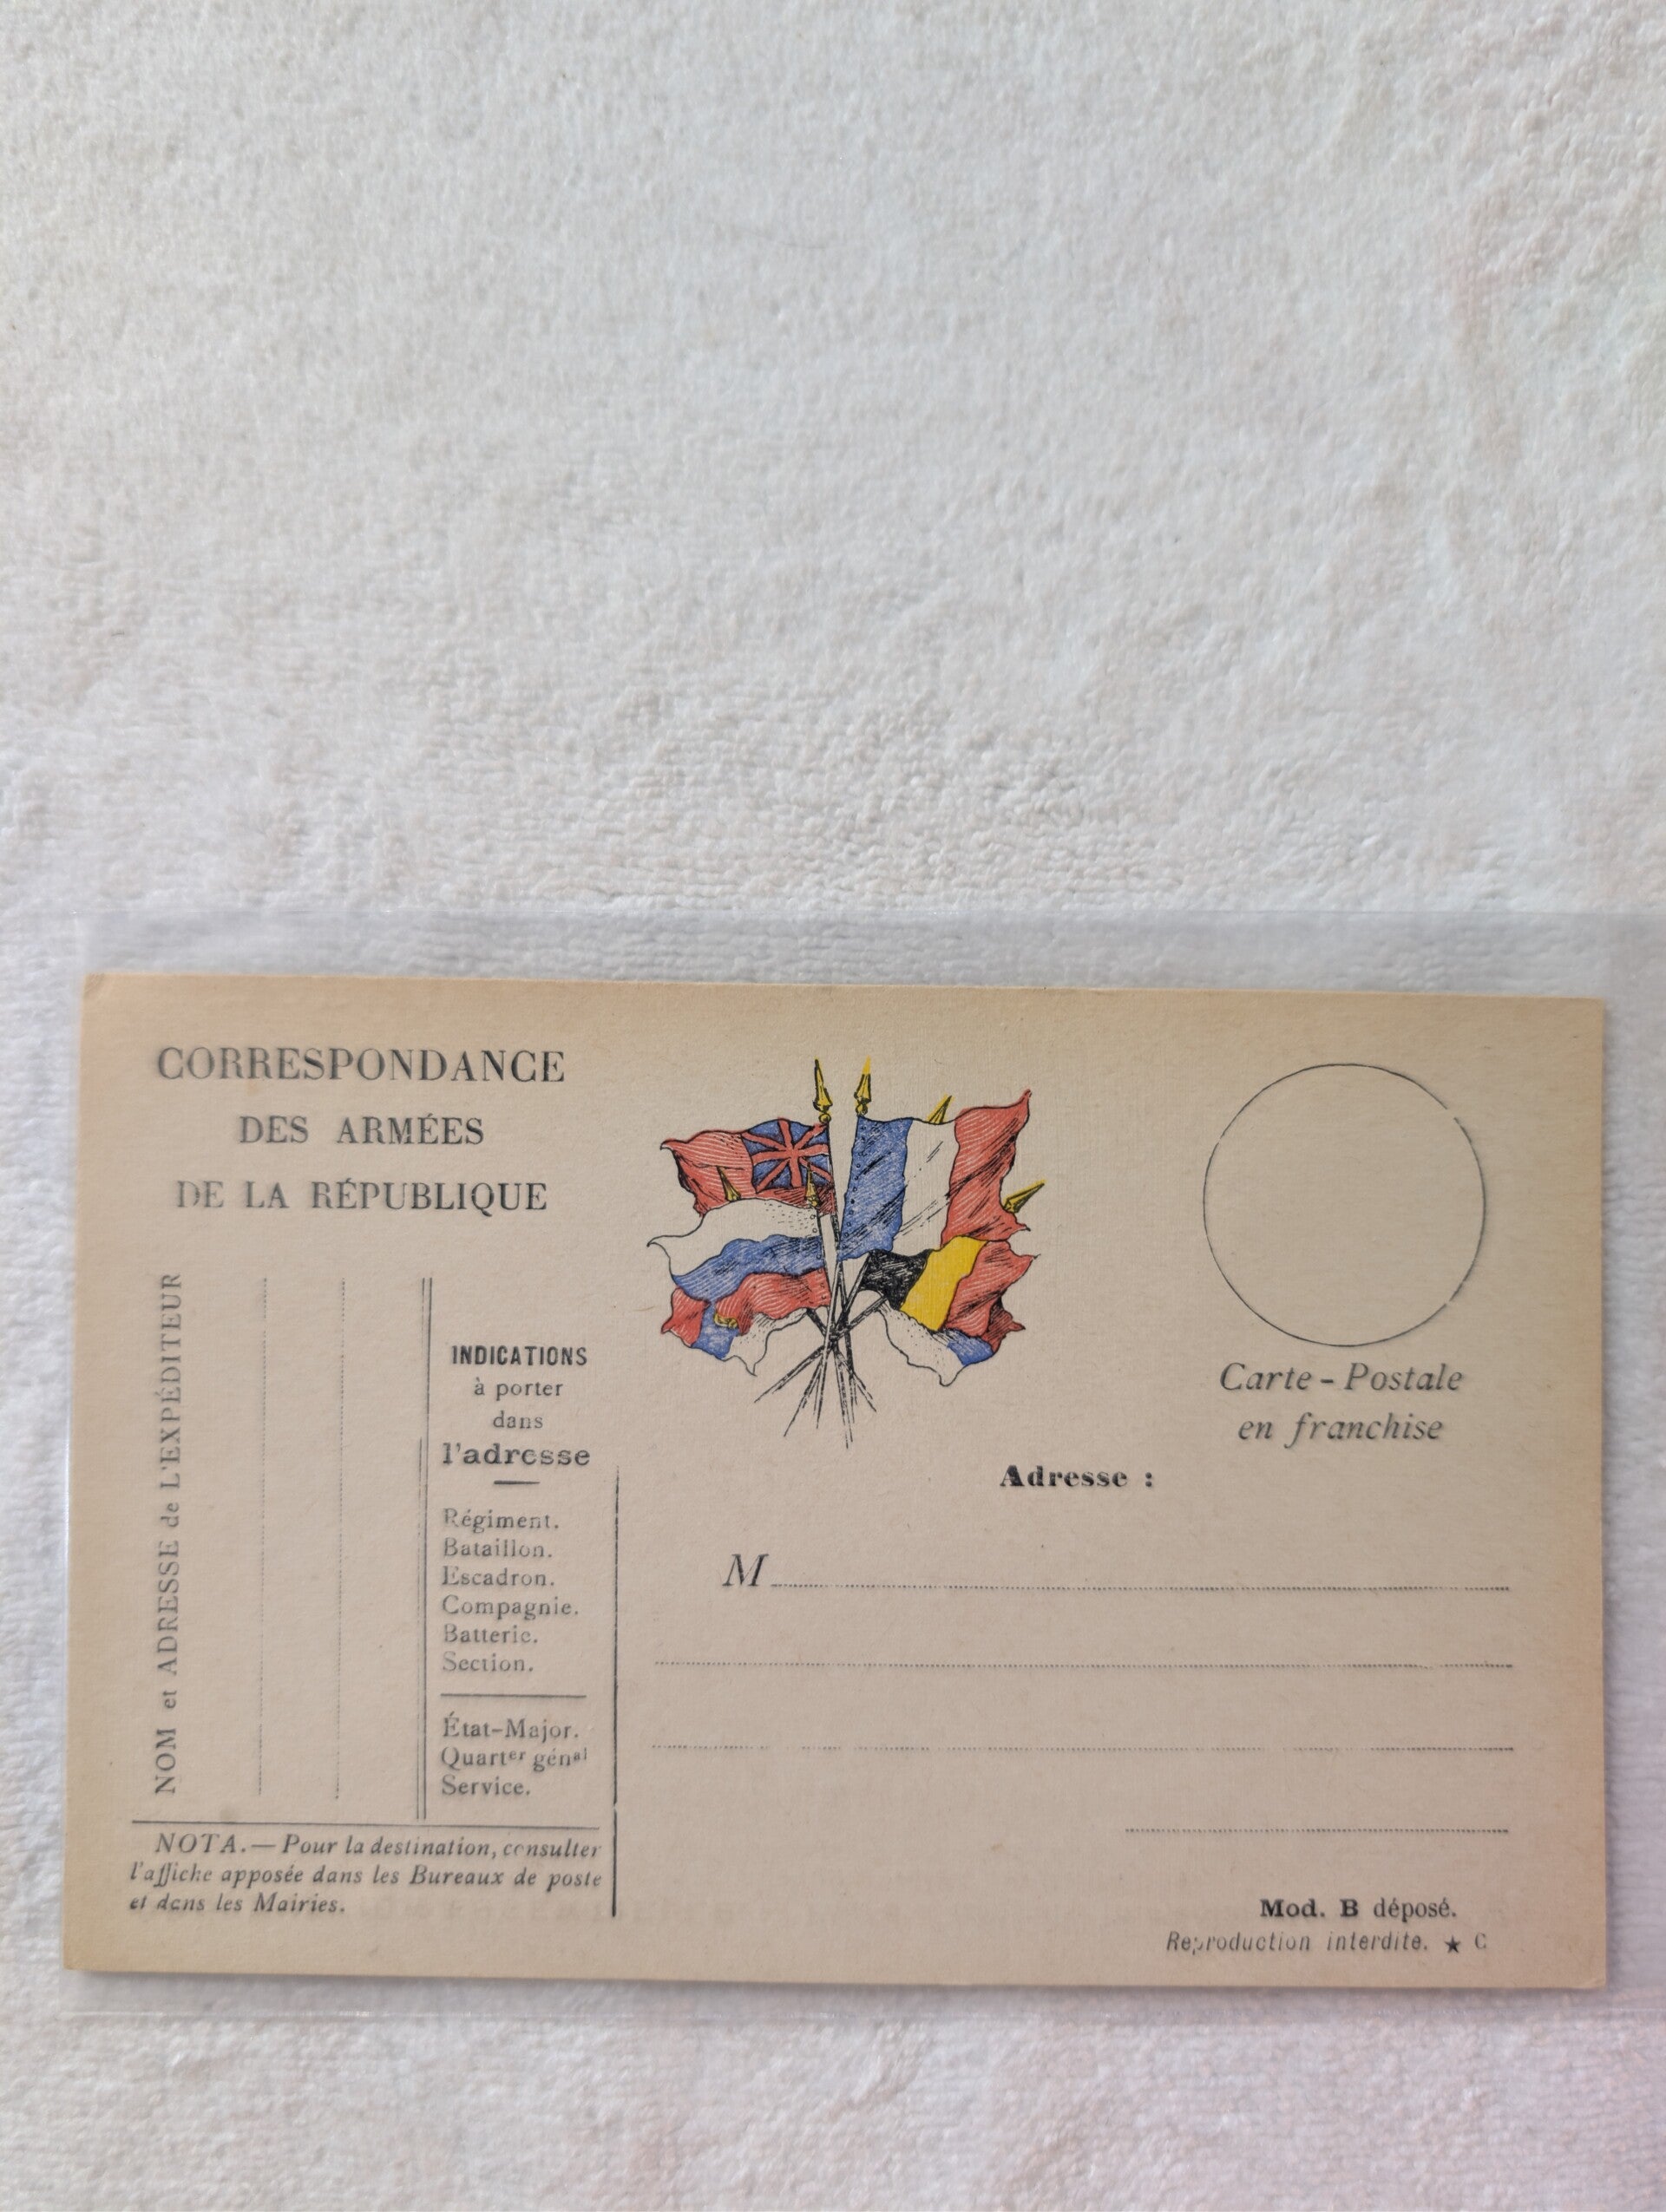 CORRESPONDANCE
DES ARMÉES
DE LA RÉPUBLIQUE
NOM et ADRESSE de L'EXPÉDITEUR
INDICATIONS
à porter
dans
l'adresse
Régiment.
Bataillon.
Escadron.
Compagnie.
Batterie.
Section.
État-Major.
Quartᵉʳ génᵃˡ
Service.
NOTA.— Pour la destination, consulter
l'affiche apposée dans les Bureaux de poste
et dans les Mairies.
Carte-Postale
en franchise
Adresse :
M
Mod. B déposé.
Reproduction interdite. ★ C